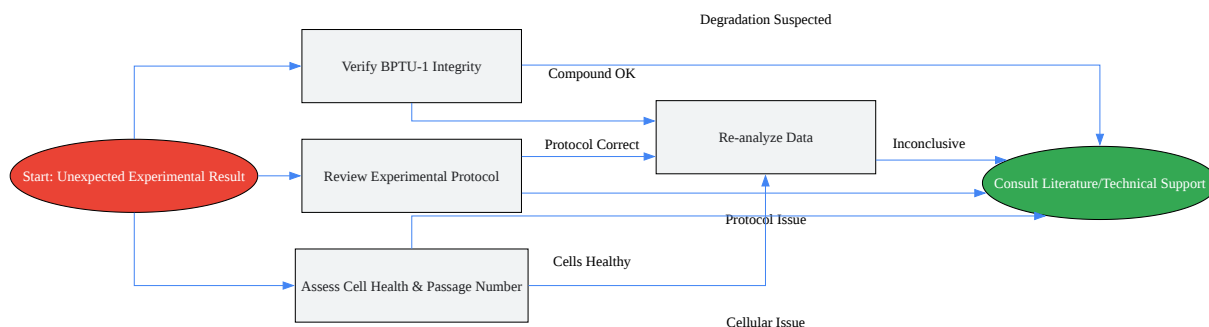 Degradation Suspected
Verify BPTU-1 Integrity
Compound OK
Re-analyze Data
Protocol Correct
Inconclusive
Start: Unexpected Experimental Result
Review Experimental Protocol
Consult Literature/Technical Support
Protocol Issue
Cells Healthy
Assess Cell Health & Passage Number
Cellular Issue